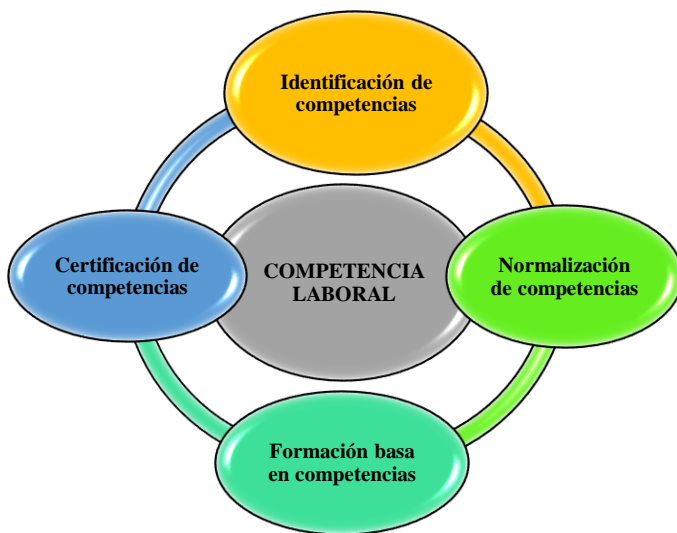 Identificación de
competencias
Certificación de
competencias
COMPETENCIA
LABORAL
Normalización
de competencias
Formación basa
en competencias